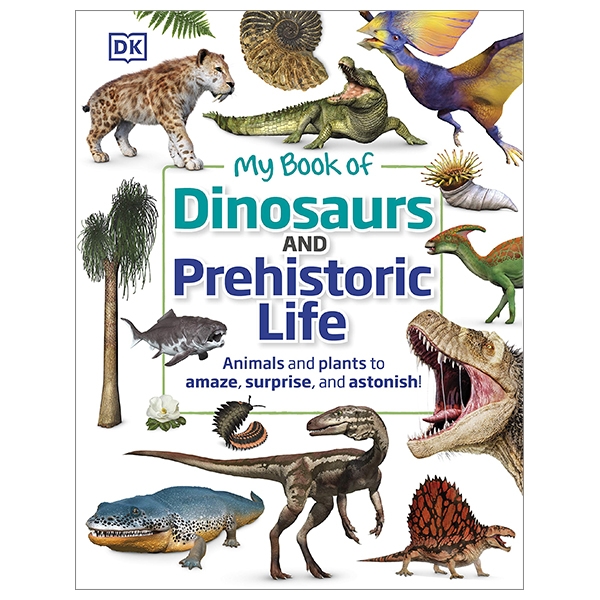 DK
My Book of
Dinosaurs
AND
Prehistoric
Life
Animals and plants to
amaze, surprise, and astonish!